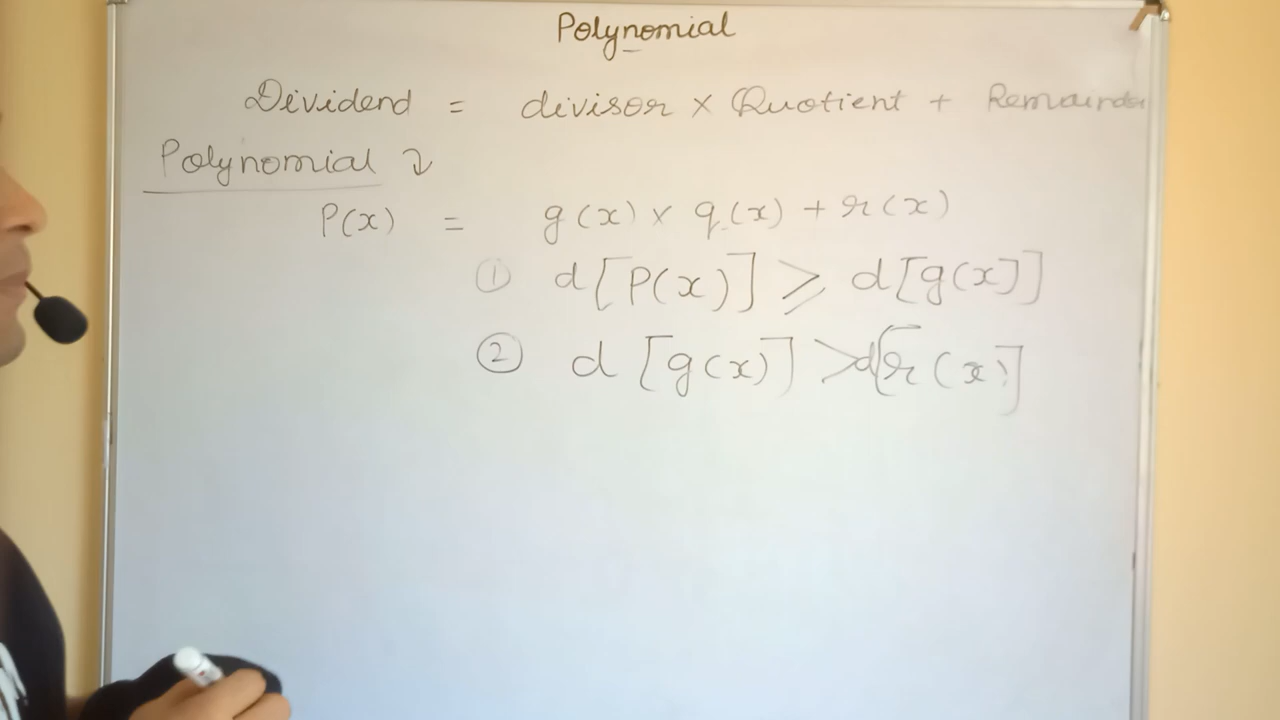 Polynomial
Dividend = divisor × Quotient + Remainder
Polynomial ⤵
P(x) = g(x) × q(x) + r(x)
① d[P(x)] ⩾ d[g(x)]
② d[g(x)] > d[r(x)]